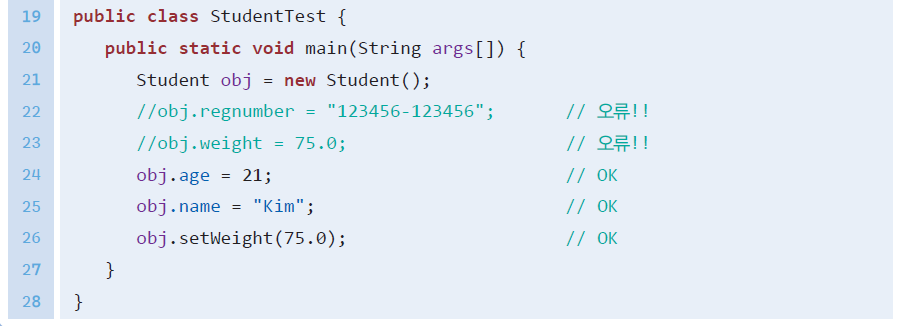 19 public class StudentTest {
20 public static void main(String args[]) {
21 Student obj = new Student();
22 //obj.regnumber = "123456-123456"; // 오류!!
23 //obj.weight = 75.0; // 오류!!
24 obj.age = 21; // OK
25 obj.name = "Kim"; // OK
26 obj.setWeight(75.0); // OK
27 }
28 }